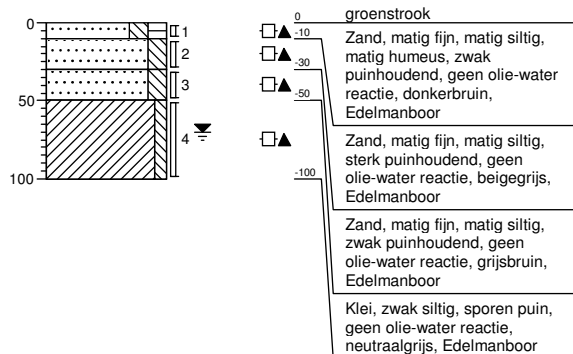 0
50
100
1
2
3
4
0
-10
-30
-50
-100
groenstrook
Zand, matig fijn, matig siltig,
matig humeus, zwak
puinhoudend, geen olie-water
reactie, donkerbruin,
Edelmanboor
Zand, matig fijn, matig siltig,
sterk puinhoudend, geen
olie-water reactie, beigegrijs,
Edelmanboor
Zand, matig fijn, matig siltig,
zwak puinhoudend, geen
olie-water reactie, grijsbruin,
Edelmanboor
Klei, zwak siltig, sporen puin,
geen olie-water reactie,
neutraalgrijs, Edelmanboor